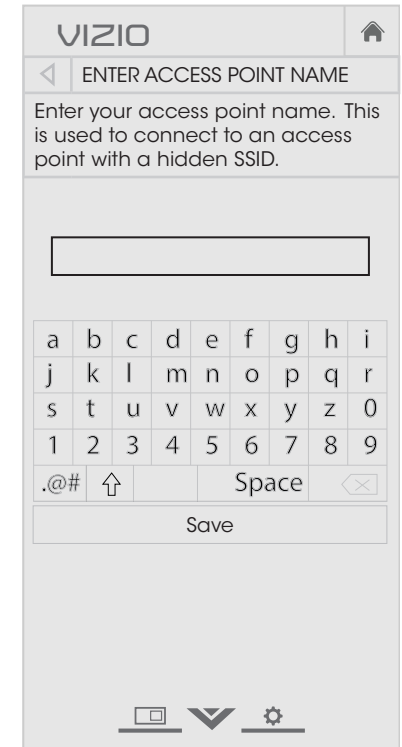 VIZIO
ENTER ACCESS POINT NAME
Enter your access point name. This
is used to connect to an access
point with a hidden SSID.
a b c d e f g h i
j k l m n o p q r
s t u v w x y z 0
1 2 3 4 5 6 7 8 9
.@# Space
Save